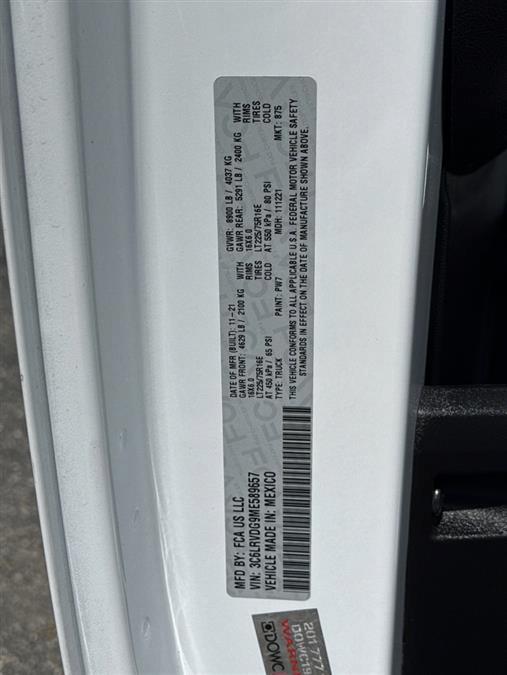 MFD BY: FCA US LLC
VIN: 3C6LRVDG9ME589657
VEHICLE MADE IN: MEXICO
DATE OF MFR (BUILT): 11-21
GAWR FRONT: 4629 LB / 2100 KG WITH
16X6.0 RIMS
LT225/75R16E TIRES
AT 450 kPa / 65 PSI COLD
TYPE: TRUCK PAINT: PW7
GVWR: 8900 LB / 4037 KG
GAWR REAR: 5291 LB / 2400 KG WITH
16X6.0 RIMS
LT225/75R16E TIRES
AT 550 kPa / 80 PSI COLD
MDH: 111221 MKT: 875
THIS VEHICLE CONFORMS TO ALL APPLICABLE U.S.A. FEDERAL MOTOR VEHICLE SAFETY
STANDARDS IN EFFECT ON THE DATE OF MANUFACTURE SHOWN ABOVE.
DOWC